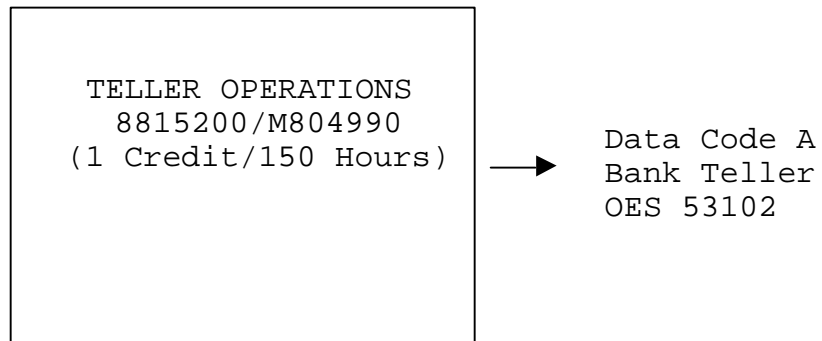 TELLER OPERATIONS
8815200/M804990
(1 Credit/150 Hours)
Data Code A
Bank Teller
OES 53102